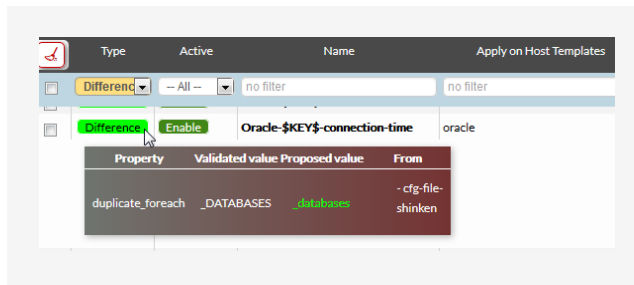 Type Active Name Apply on Host Templates
Differenc -- All -- no filter no filter
Difference Enable Oracle-$KEY$-connection-time oracle
Property Validated value Proposed value From
duplicate_foreach _DATABASES _databases - cfg-file-
shinken